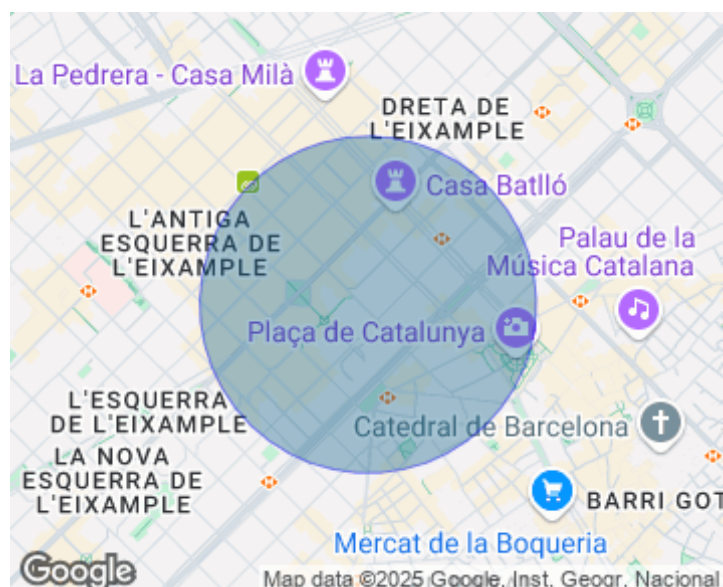 La Pedrera - Casa Milà
DRETA DE
L'EIXAMPLE
Casa Batlló
L'ANTIGA
ESQUERRA DE
L'EIXAMPLE
Palau de la
Música Catalana
Plaça de Catalunya
L'ESQUERRA
DE L'EIXAMPLE
Catedral de Barcelona
LA NOVA
ESQUERRA DE
L'EIXAMPLE
BARRI GOT
Mercat de la Boqueria
Google
Map data ©2025 Google, Inst. Geogr. Nacional